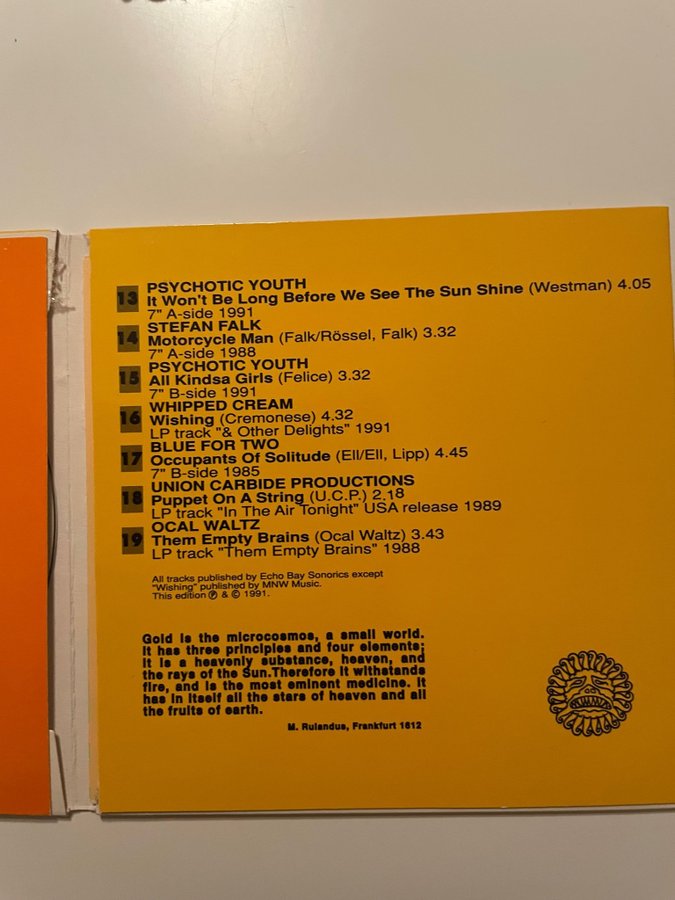 13 PSYCHOTIC YOUTH
It Won't Be Long Before We See The Sun Shine (Westman) 4.05
7" A-side 1991
14 STEFAN FALK
Motorcycle Man (Falk/Rössel, Falk) 3.32
7" A-side 1988
15 PSYCHOTIC YOUTH
All Kindsa Girls (Felice) 3.32
7" B-side 1991
16 WHIPPED CREAM
Wishing (Cremonese) 4.32
LP track "& Other Delights" 1991
17 BLUE FOR TWO
Occupants Of Solitude (Ell/Ell, Lipp) 4.45
7" B-side 1985
18 UNION CARBIDE PRODUCTIONS
Puppet On A String (U.C.P.) 2.18
LP track "In The Air Tonight" USA release 1989
19 OCAL WALTZ
Them Empty Brains (Ocal Waltz) 3.43
LP track "Them Empty Brains" 1988
All tracks published by Echo Bay Sonorics except
"Wishing" published by MNW Music.
This edition ℗ & © 1991.
Gold is the microcosmos, a small world.
It has three principles and four elements;
it is a heavenly substance, heaven, and
the rays of the Sun.Therefore it withstands
fire, and is the most eminent medicine. It
has in itself all the stars of heaven and all
the fruits of earth.
M. Rulandus, Frankfurt 1612